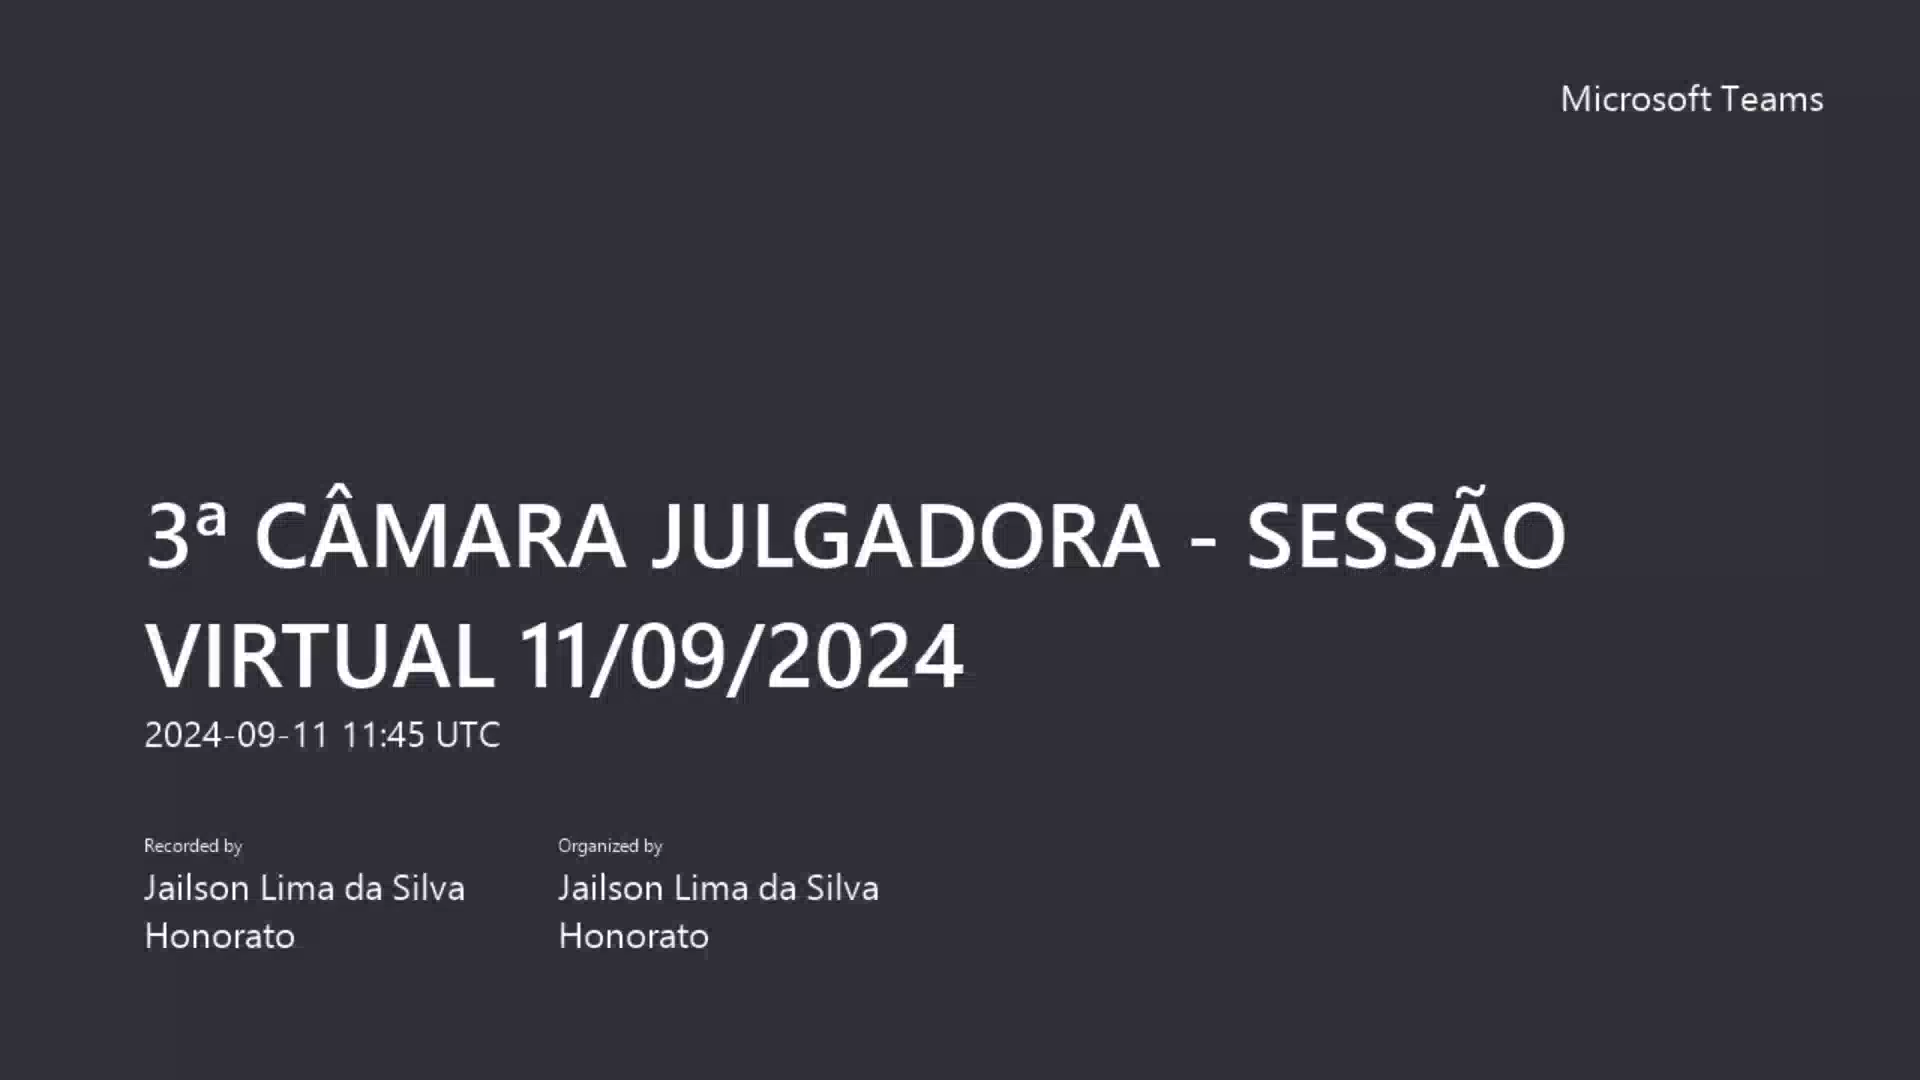 Microsoft Teams
3ª CÂMARA JULGADORA - SESSÃO
VIRTUAL 11/09/2024
2024-09-11 11:45 UTC
Recorded by
Jailson Lima da Silva
Honorato
Organized by
Jailson Lima da Silva
Honorato